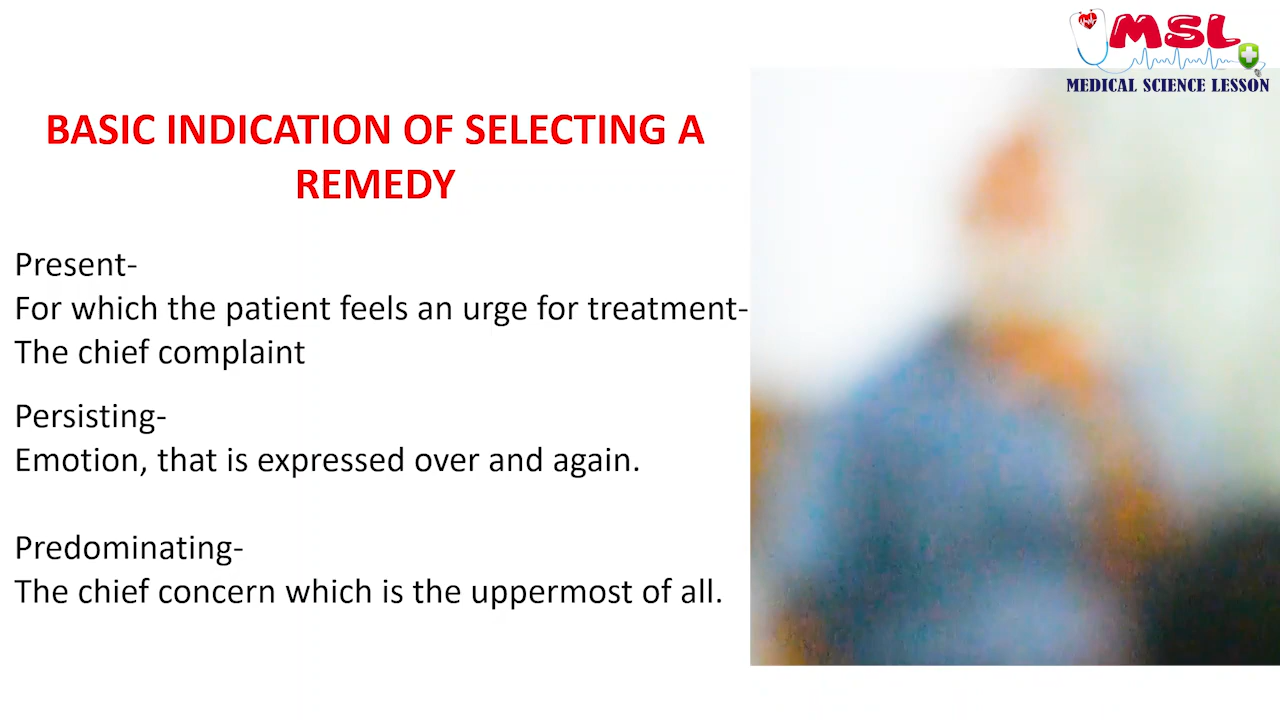 MSL
MEDICAL SCIENCE LESSON
BASIC INDICATION OF SELECTING A
REMEDY
Present-
For which the patient feels an urge for treatment-
The chief complaint
Persisting-
Emotion, that is expressed over and again.
Predominating-
The chief concern which is the uppermost of all.